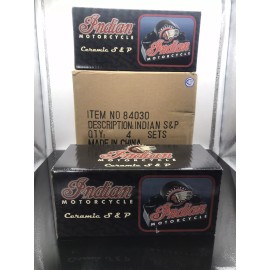 Indian
MOTORCYCLE
Ceramic S & P
Indian
MOTORCYCLE
ITEM NO 84030
DESCRIPTION:INDIAN S&P
QTY: 4 SETS
MADE IN CHINA
Indian
MOTORCYCLE
Ceramic S & P
Indian
MOTORCYCLE